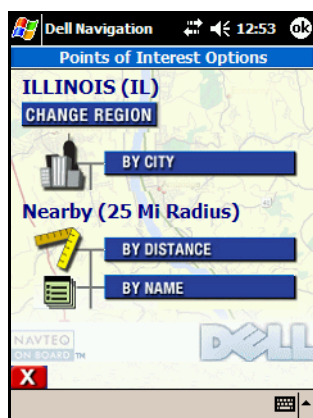 Dell Navigation 12:53 ok
Points of Interest Options
ILLINOIS (IL)
CHANGE REGION
BY CITY
Nearby (25 Mi Radius)
BY DISTANCE
BY NAME
NAVTEQ
ON BOARD TM
DELL
X